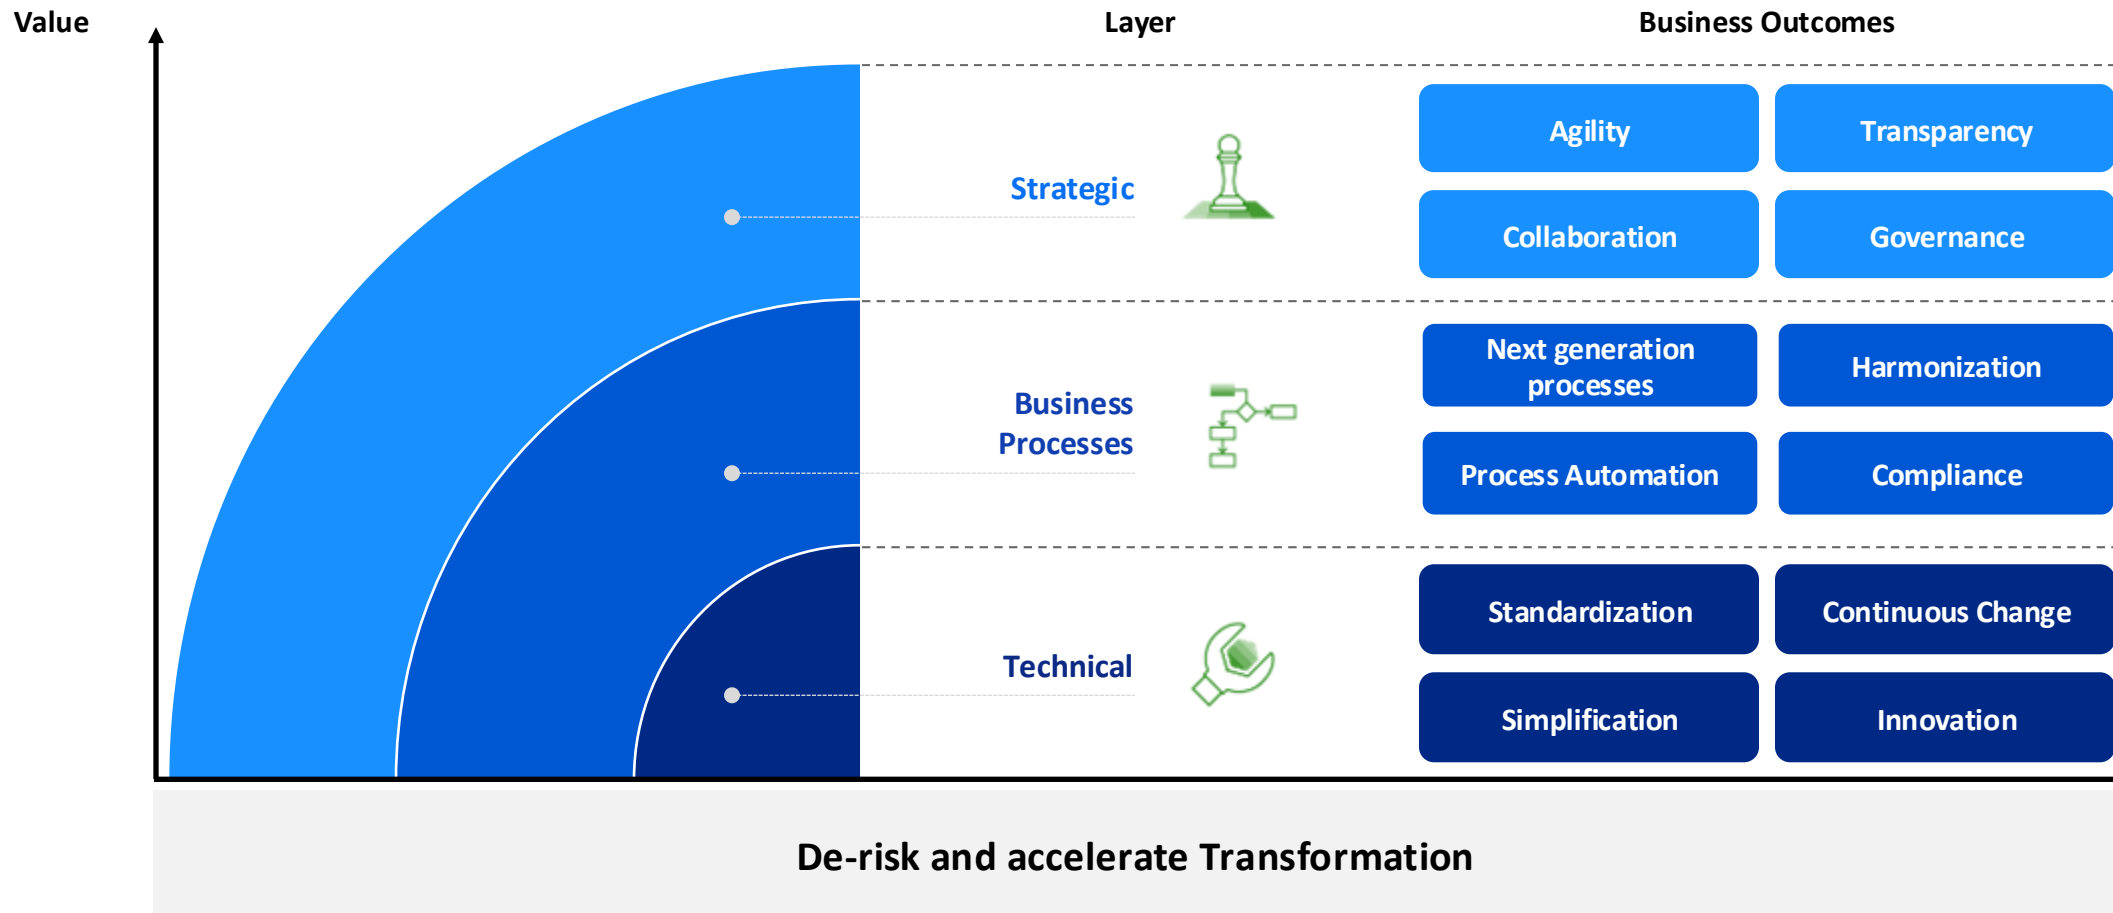 Value
Layer
Business Outcomes
Strategic
Agility
Transparency
Collaboration
Governance
Business
Processes
Next generation
processes
Harmonization
Process Automation
Compliance
Technical
Standardization
Continuous Change
Simplification
Innovation
De-risk and accelerate Transformation